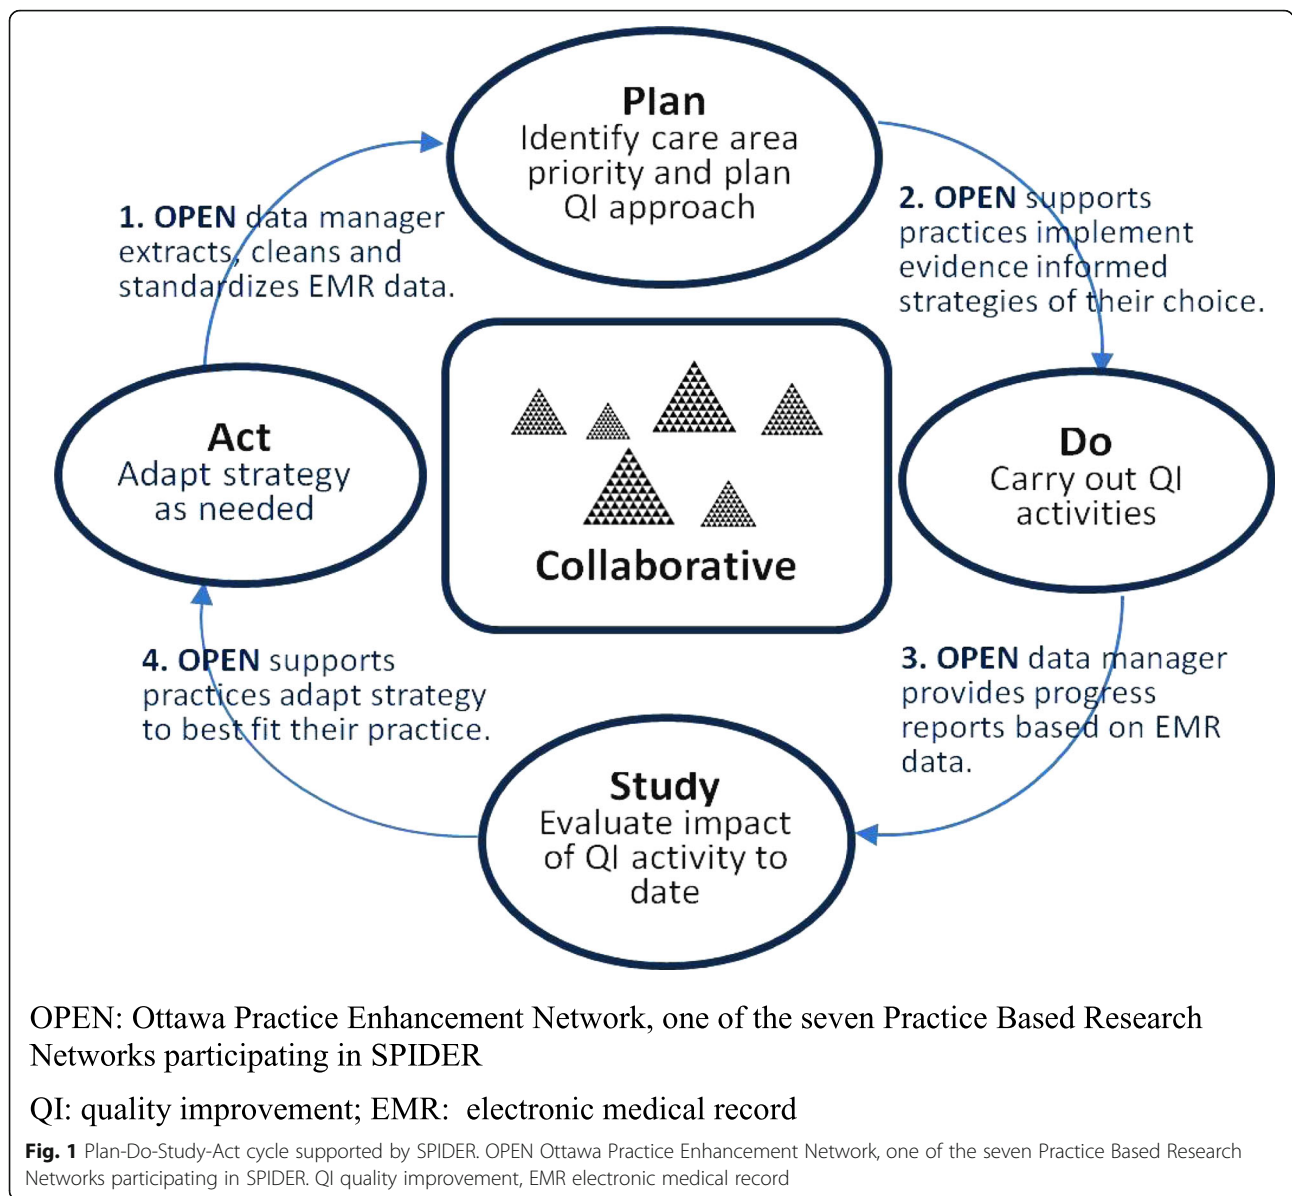 Plan
Identify care area
priority and plan
QI approach
1. OPEN data manager
extracts, cleans and
standardizes EMR data.
2. OPEN supports
practices implement
evidence informed
strategies of their choice.
Act
Adapt strategy
as needed
Collaborative
Do
Carry out QI
activities
4. OPEN supports
practices adapt strategy
to best fit their practice.
3. OPEN data manager
provides progress
reports based on EMR
data.
Study
Evaluate impact
of QI activity to
date
OPEN: Ottawa Practice Enhancement Network, one of the seven Practice Based Research
Networks participating in SPIDER
QI: quality improvement; EMR: electronic medical record
Fig. 1 Plan-Do-Study-Act cycle supported by SPIDER. OPEN Ottawa Practice Enhancement Network, one of the seven Practice Based Research
Networks participating in SPIDER. QI quality improvement, EMR electronic medical record